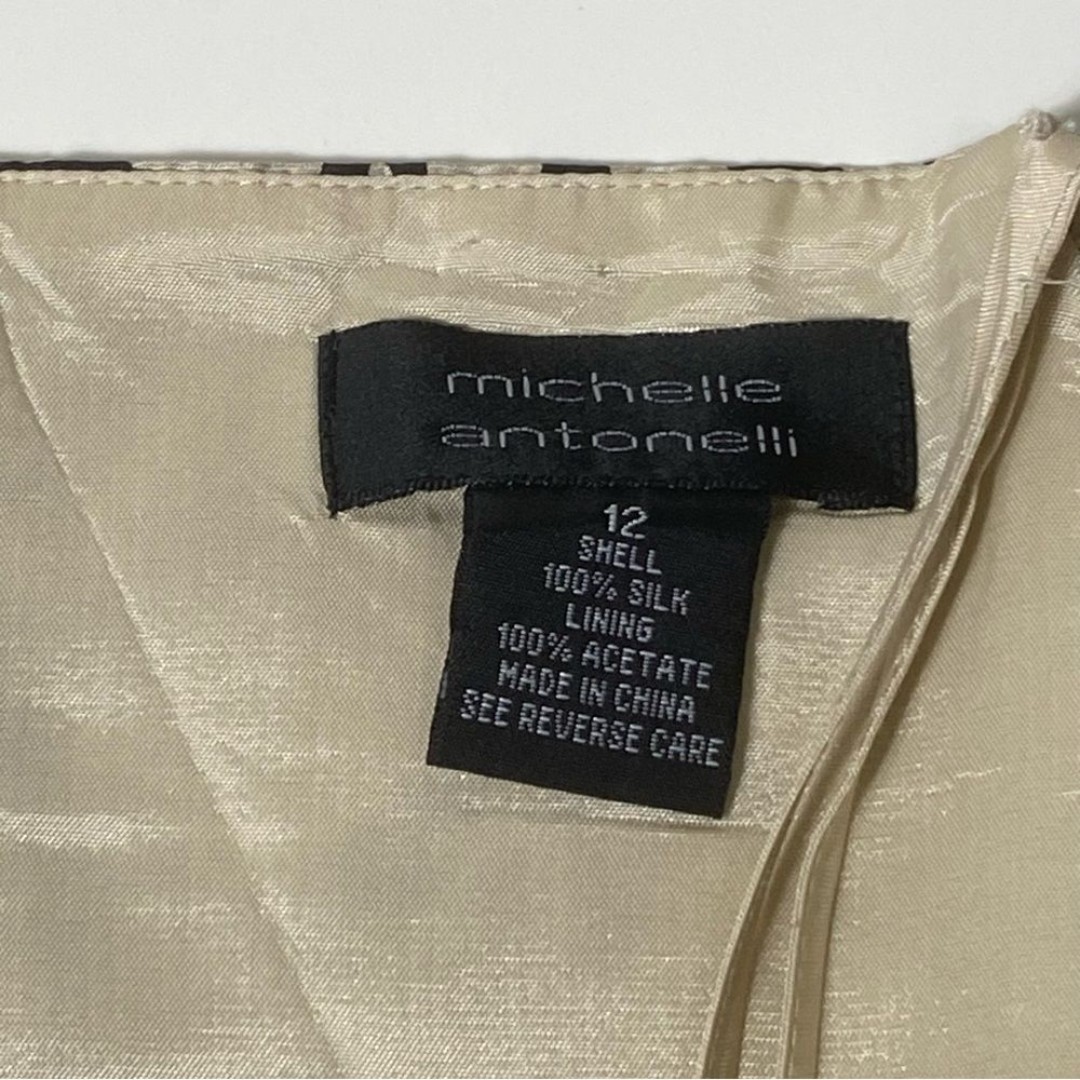 michelle
antonelli
12
SHELL
100% SILK
LINING
100% ACETATE
MADE IN CHINA
SEE REVERSE CARE